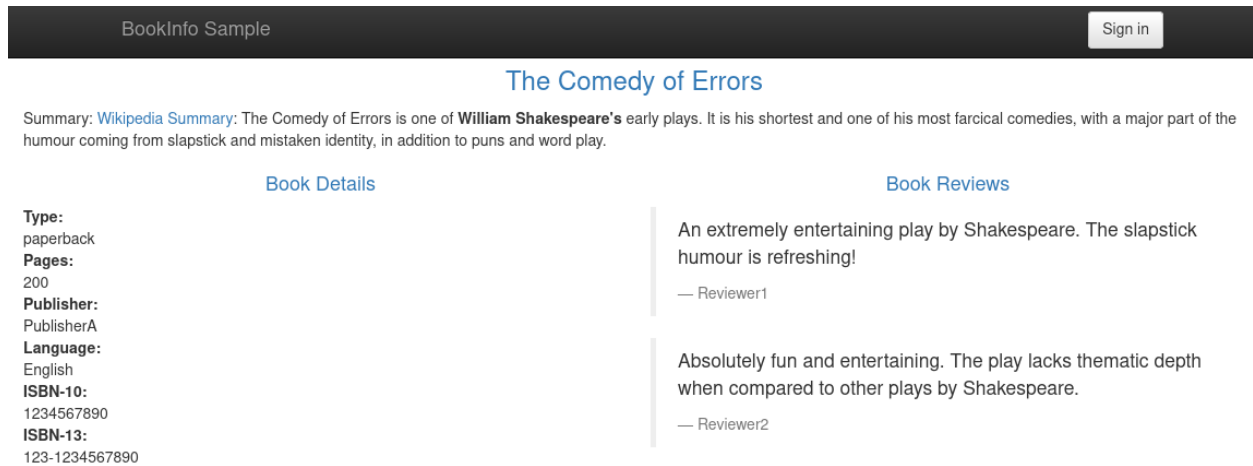 BookInfo Sample
Sign in
The Comedy of Errors
Summary: Wikipedia Summary: The Comedy of Errors is one of William Shakespeare's early plays. It is his shortest and one of his most farcical comedies, with a major part of the
humour coming from slapstick and mistaken identity, in addition to puns and word play.
Book Details
Type:
paperback
Pages:
200
Publisher:
PublisherA
Language:
English
ISBN-10:
1234567890
ISBN-13:
123-1234567890
Book Reviews
An extremely entertaining play by Shakespeare. The slapstick
humour is refreshing!
— Reviewer1
Absolutely fun and entertaining. The play lacks thematic depth
when compared to other plays by Shakespeare.
— Reviewer2